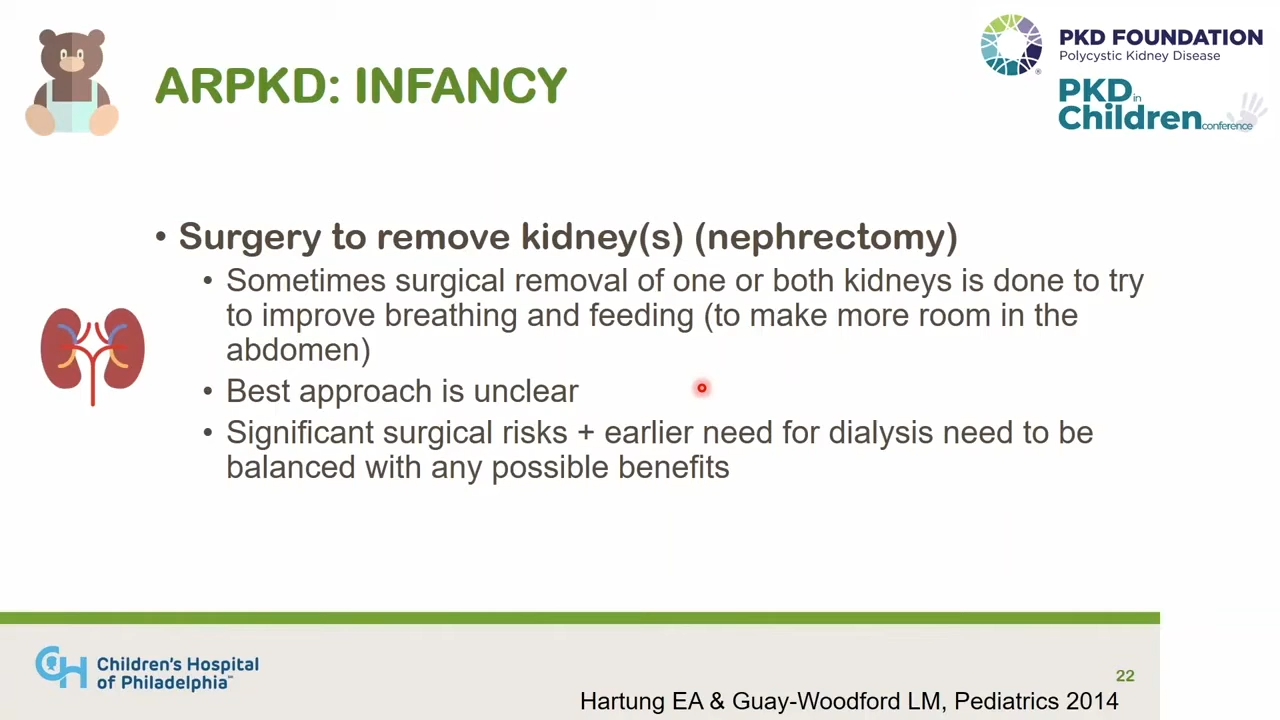 PKD FOUNDATION
Polycystic Kidney Disease
PKD in
Children conference
ARPKD: INFANCY
• Surgery to remove kidney(s) (nephrectomy)
• Sometimes surgical removal of one or both kidneys is done to try
to improve breathing and feeding (to make more room in the
abdomen)
• Best approach is unclear
• Significant surgical risks + earlier need for dialysis need to be
balanced with any possible benefits
CH Children's Hospital
of Philadelphia™
22
Hartung EA & Guay-Woodford LM, Pediatrics 2014